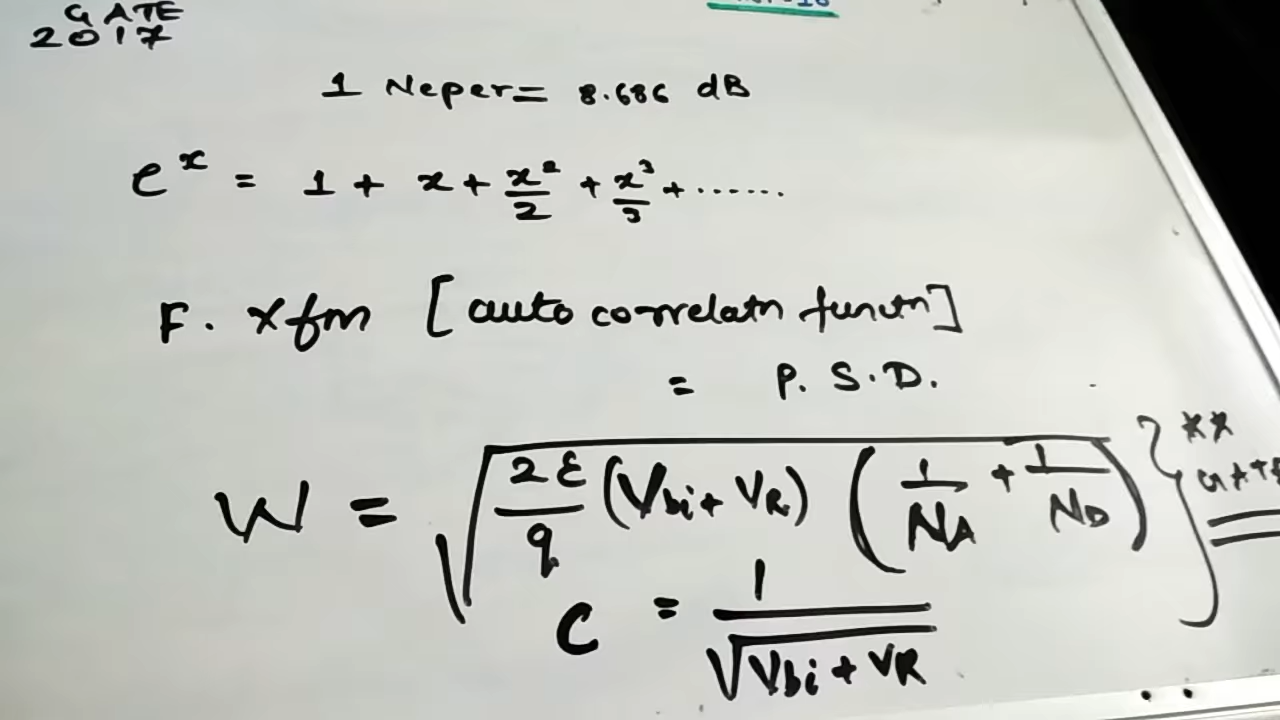 GATE
2017
1 Neper = 8.686 dB
e^x = 1 + x + x²/2 + x³/3 + ......
F. xfm [auto correlatn functn]
= P. S. D.
W = √(2ε/q (Vbi + VR) (1/NA + 1/ND)) } **
C = 1/√(Vbi + VR)